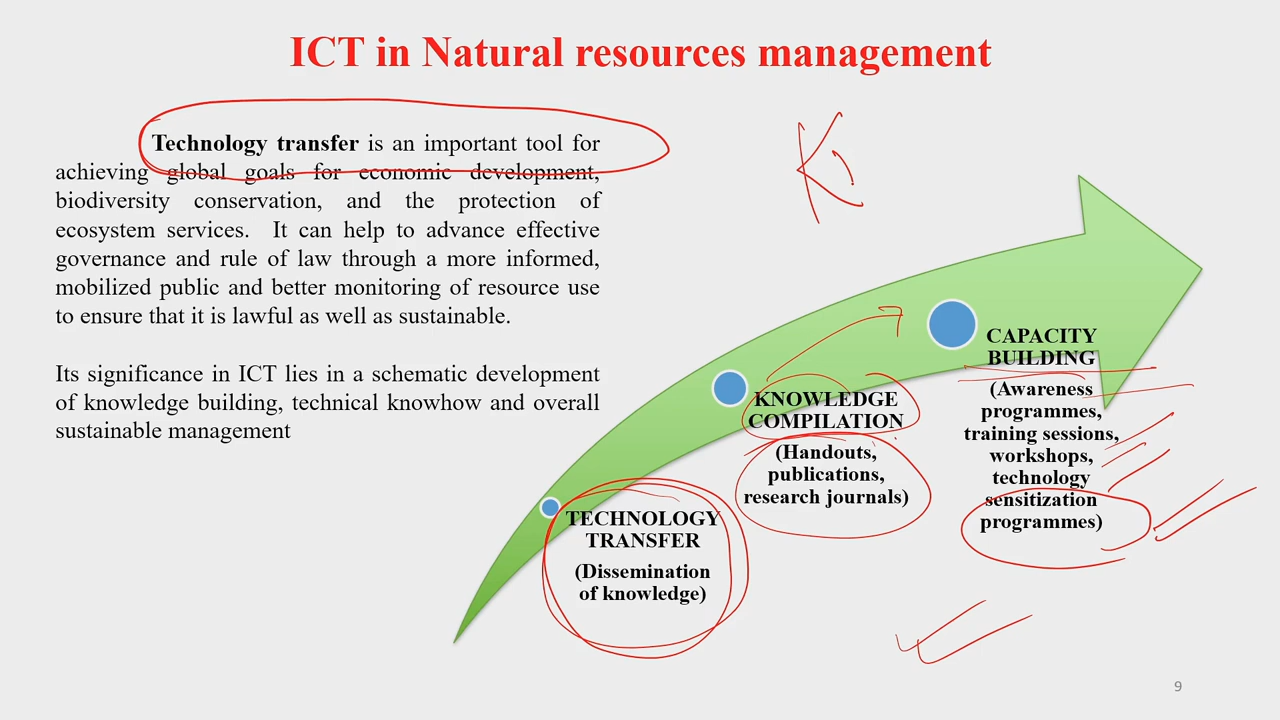 ICT in Natural resources management
Technology transfer is an important tool for
achieving global goals for economic development,
biodiversity conservation, and the protection of
ecosystem services. It can help to advance effective
governance and rule of law through a more informed,
mobilized public and better monitoring of resource use
to ensure that it is lawful as well as sustainable.
Its significance in ICT lies in a schematic development
of knowledge building, technical knowhow and overall
sustainable management
TECHNOLOGY
TRANSFER
(Dissemination
of knowledge)
KNOWLEDGE
COMPILATION
(Handouts,
publications,
research journals)
CAPACITY
BUILDING
(Awareness
programmes,
training sessions,
workshops,
technology
sensitization
programmes)
9